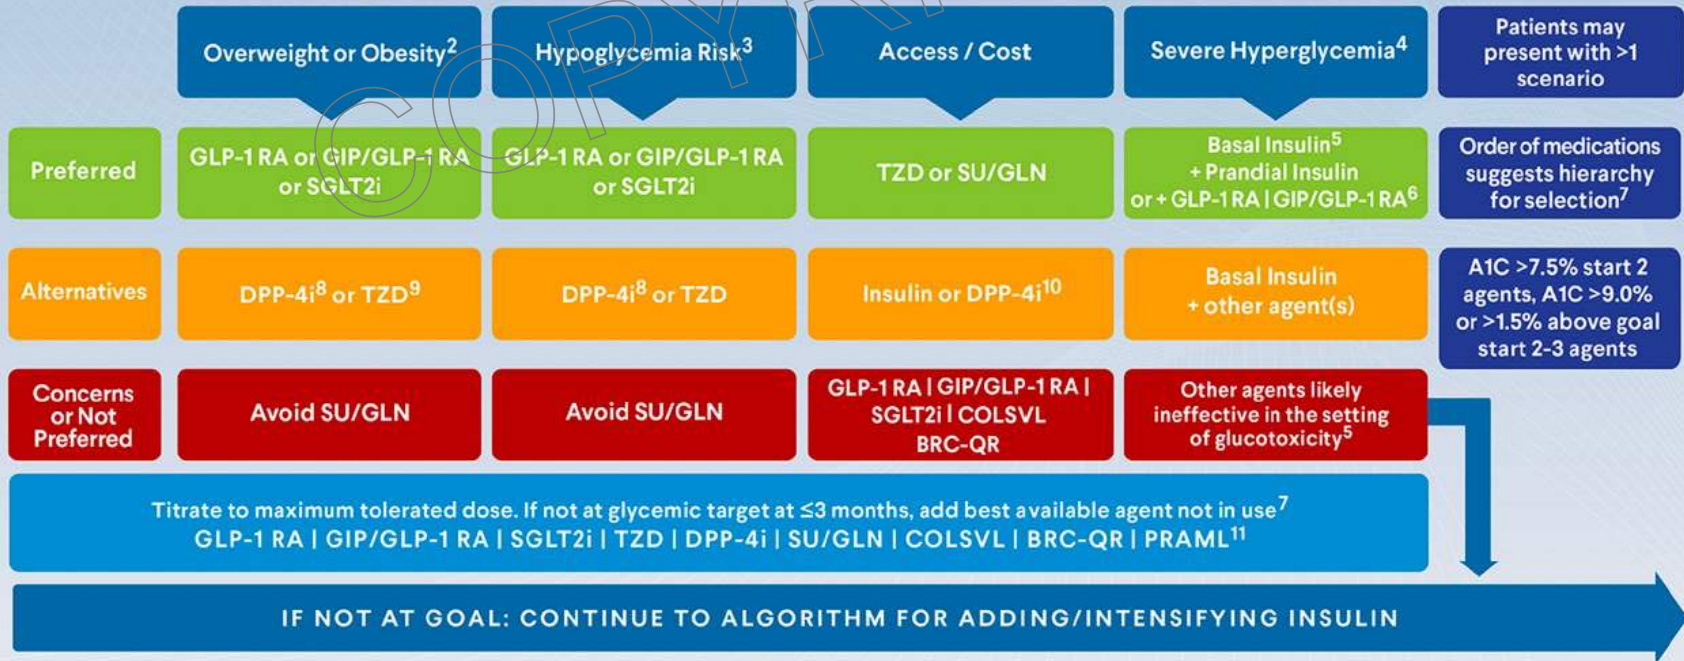 Overweight or Obesity²
Hypoglycemia Risk³
Access / Cost
Severe Hyperglycemia⁴
Patients may
present with >1
scenario
Preferred
GLP-1 RA or GIP/GLP-1 RA
or SGLT2i
GLP-1 RA or GIP/GLP-1 RA
or SGLT2i
TZD or SU/GLN
Basal Insulin⁵
+ Prandial Insulin
or + GLP-1 RA | GIP/GLP-1 RA⁶
Order of medications
suggests hierarchy
for selection⁷
Alternatives
DPP-4i⁸ or TZD⁹
DPP-4i⁸ or TZD
Insulin or DPP-4i¹⁰
Basal Insulin
+ other agent(s)
A1C >7.5% start 2
agents, A1C >9.0%
or >1.5% above goal
start 2-3 agents
Concerns
or Not
Preferred
Avoid SU/GLN
Avoid SU/GLN
GLP-1 RA | GIP/GLP-1 RA |
SGLT2i | COLSVL
BRC-QR
Other agents likely
ineffective in the setting
of glucotoxicity⁵
Titrate to maximum tolerated dose. If not at glycemic target at ≤3 months, add best available agent not in use⁷
GLP-1 RA | GIP/GLP-1 RA | SGLT2i | TZD | DPP-4i | SU/GLN | COLSVL | BRC-QR | PRAML¹¹
IF NOT AT GOAL: CONTINUE TO ALGORITHM FOR ADDING/INTENSIFYING INSULIN